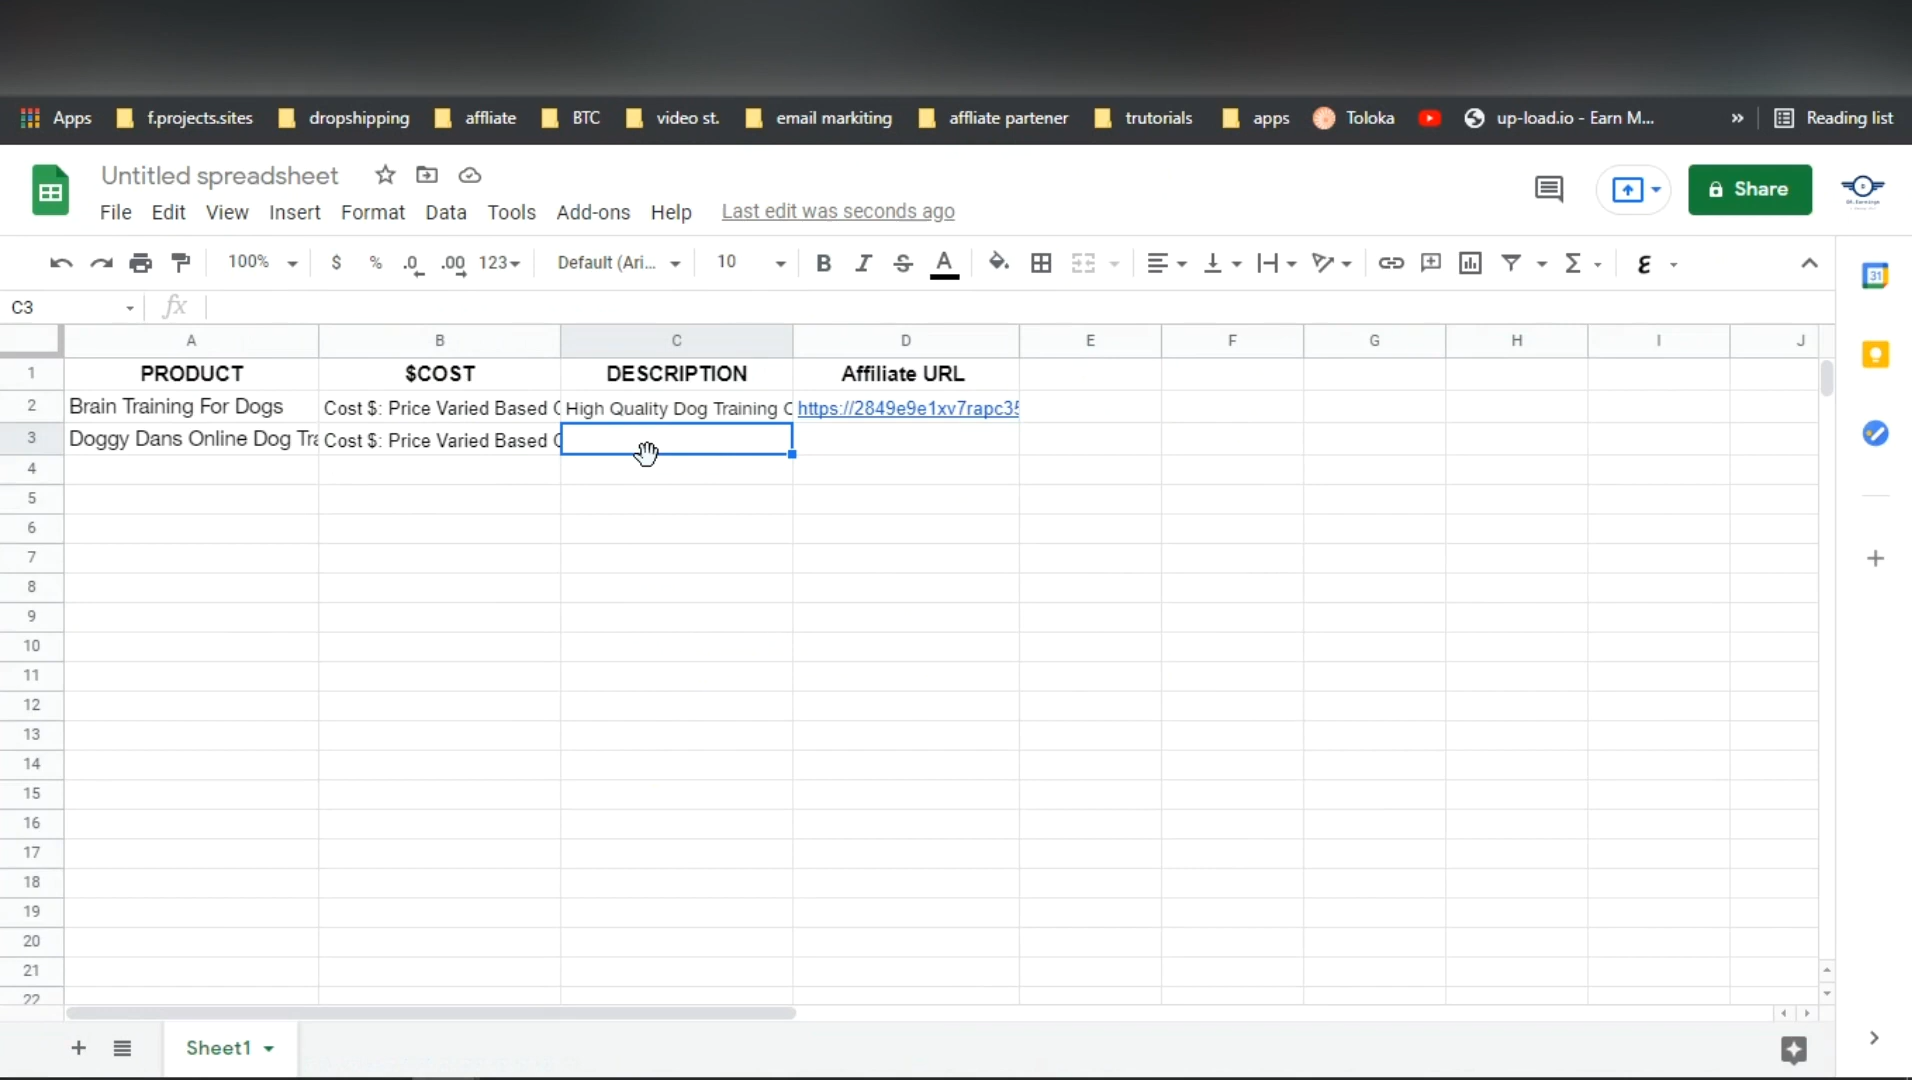 Apps f.projects.sites dropshipping affliate BTC video st. email markiting affliate partener trutorials apps Toloka up-load.io - Earn M... » Reading list
Untitled spreadsheet
File Edit View Insert Format Data Tools Add-ons Help Last edit was seconds ago
Share
100% $ % .0 .00 123 Default (Ari... 10 B I S A Σ ε
31
C3 fx
A B C D E F G H I J
1 PRODUCT $COST DESCRIPTION Affiliate URL
2 Brain Training For Dogs Cost $: Price Varied Based High Quality Dog Training https://2849e9e1xv7rapc35
3 Doggy Dans Online Dog Tra Cost $: Price Varied Based
4
5
6
7
8
9
10
11
12
13
14
15
16
17
18
19
20
21
22
+ Sheet1